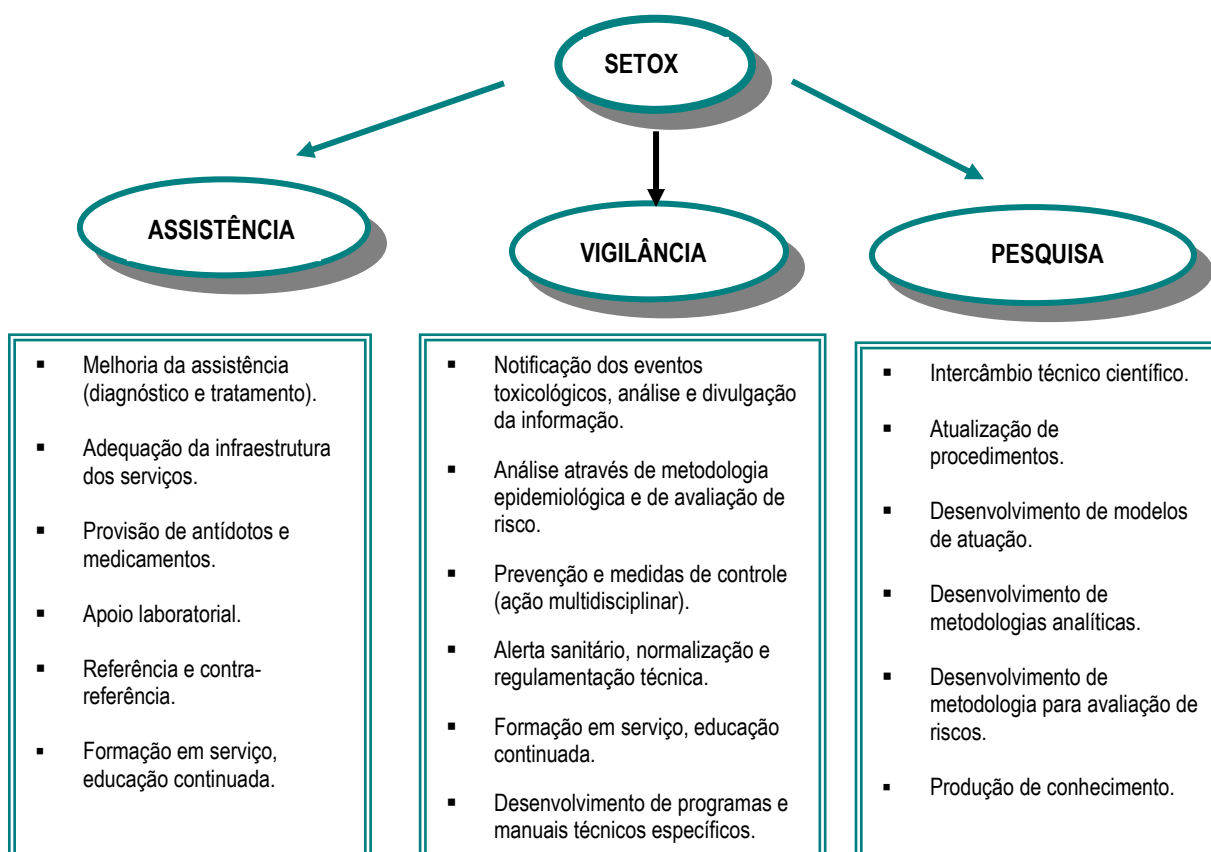 SETOX
ASSISTÊNCIA
VIGILÂNCIA
PESQUISA
▪ Melhoria da assistência
(diagnóstico e tratamento).
▪ Adequação da infraestrutura
dos serviços.
▪ Provisão de antídotos e
medicamentos.
▪ Apoio laboratorial.
▪ Referência e contra-
referência.
▪ Formação em serviço,
educação continuada.
▪ Notificação dos eventos
toxicológicos, análise e divulgação
da informação.
▪ Análise através de metodologia
epidemiológica e de avaliação de
risco.
▪ Prevenção e medidas de controle
(ação multidisciplinar).
▪ Alerta sanitário, normalização e
regulamentação técnica.
▪ Formação em serviço, educação
continuada.
▪ Desenvolvimento de programas e
manuais técnicos específicos.
▪ Intercâmbio técnico científico.
▪ Atualização de
procedimentos.
▪ Desenvolvimento de modelos
de atuação.
▪ Desenvolvimento de
metodologias analíticas.
▪ Desenvolvimento de
metodologia para avaliação de
riscos.
▪ Produção de conhecimento.